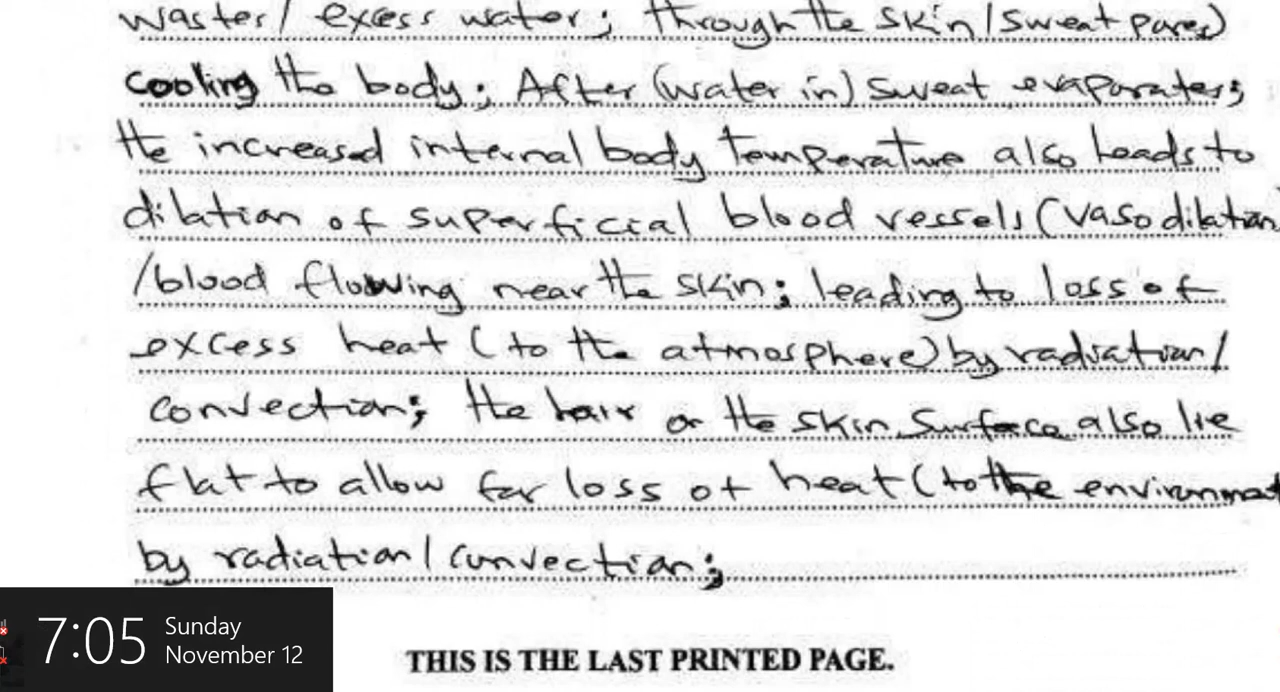 wastes/ excess water; through the skin/sweat pores)
cooling the body; After (water in) sweat evaporates;
the increased internal body temperature also leads to
dilation of superficial blood vessels (vasodilation
/blood flowing near the skin; leading to loss of
excess heat (to the atmosphere) by radiation/
convection; the hair on the skin surface also lie
flat to allow for loss of heat (to the environment
by radiation/ convection;
7:05
Sunday
November 12
THIS IS THE LAST PRINTED PAGE.